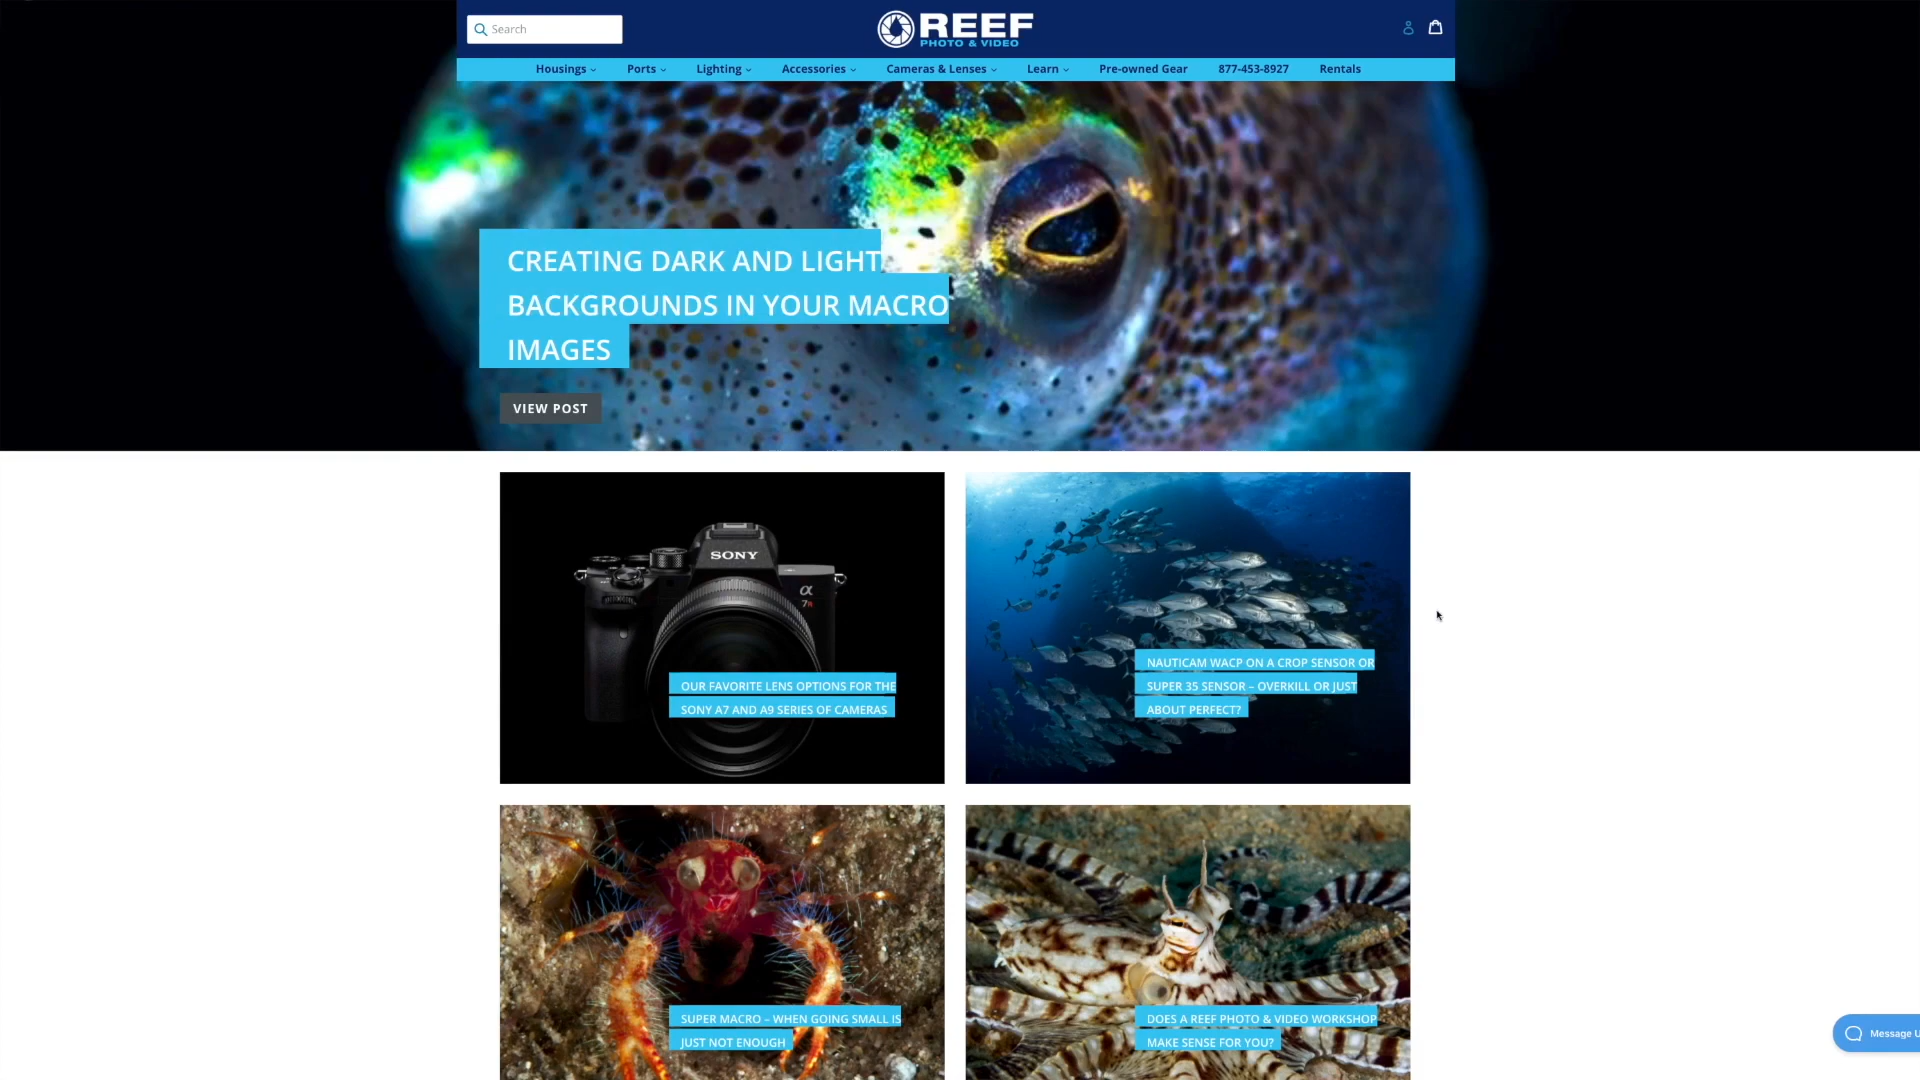 Search
REEF
PHOTO & VIDEO
Housings
Ports
Lighting
Accessories
Cameras & Lenses
Learn
Pre-owned Gear
877-453-8927
Rentals
CREATING DARK AND LIGHT
BACKGROUNDS IN YOUR MACRO
IMAGES
VIEW POST
SONY
α
7R
OUR FAVORITE LENS OPTIONS FOR THE
SONY A7 AND A9 SERIES OF CAMERAS
NAUTICAM WACP ON A CROP SENSOR OR
SUPER 35 SENSOR – OVERKILL OR JUST
ABOUT PERFECT?
SUPER MACRO – WHEN GOING SMALL IS
JUST NOT ENOUGH
DOES A REEF PHOTO & VIDEO WORKSHOP
MAKE SENSE FOR YOU?
Message U